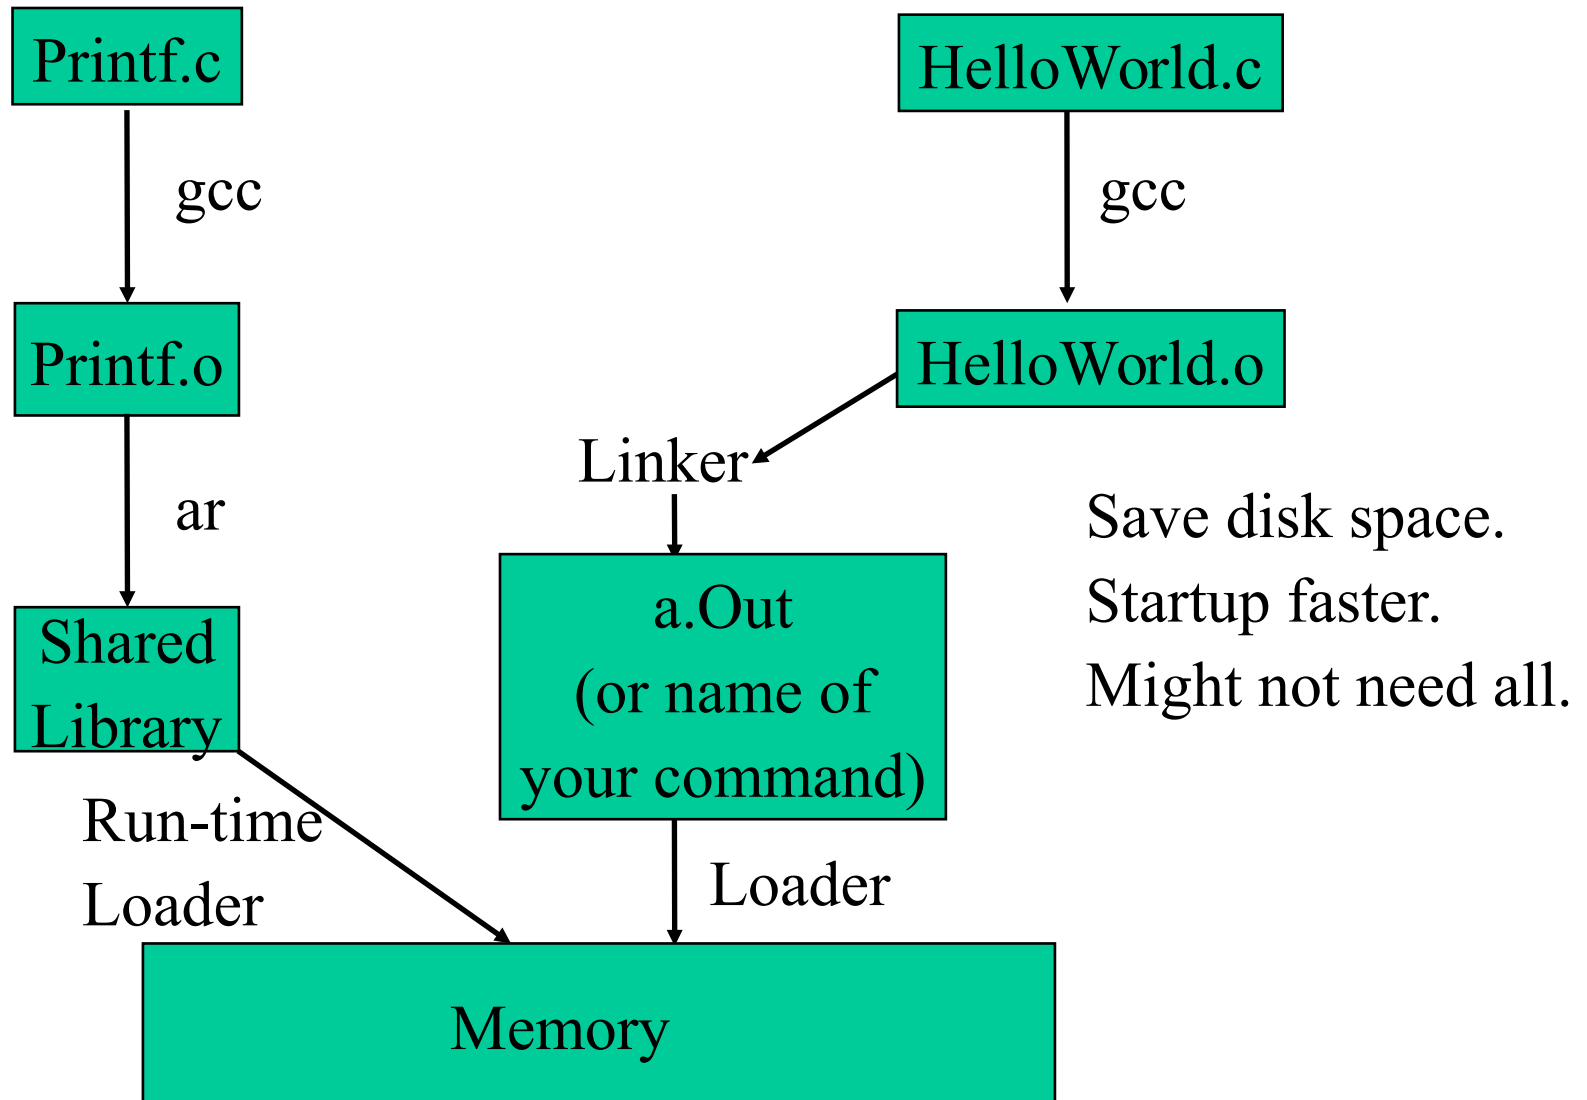 Printf.c
HelloWorld.c
gcc
gcc
Printf.o
HelloWorld.o
Linker
ar
Save disk space.
Startup faster.
Might not need all.
Shared
Library
a.Out
(or name of
your command)
Run-time
Loader
Loader
Memory